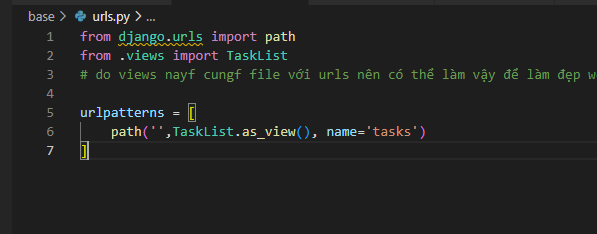 base > urls.py > ...
1 from django.urls import path
2 from .views import TaskList
3 # do views nayf cungf file với urls nên có thể làm vậy để làm đẹp
4
5 urlpatterns = [
6 path('',TaskList.as_view(), name='tasks')
7 ]